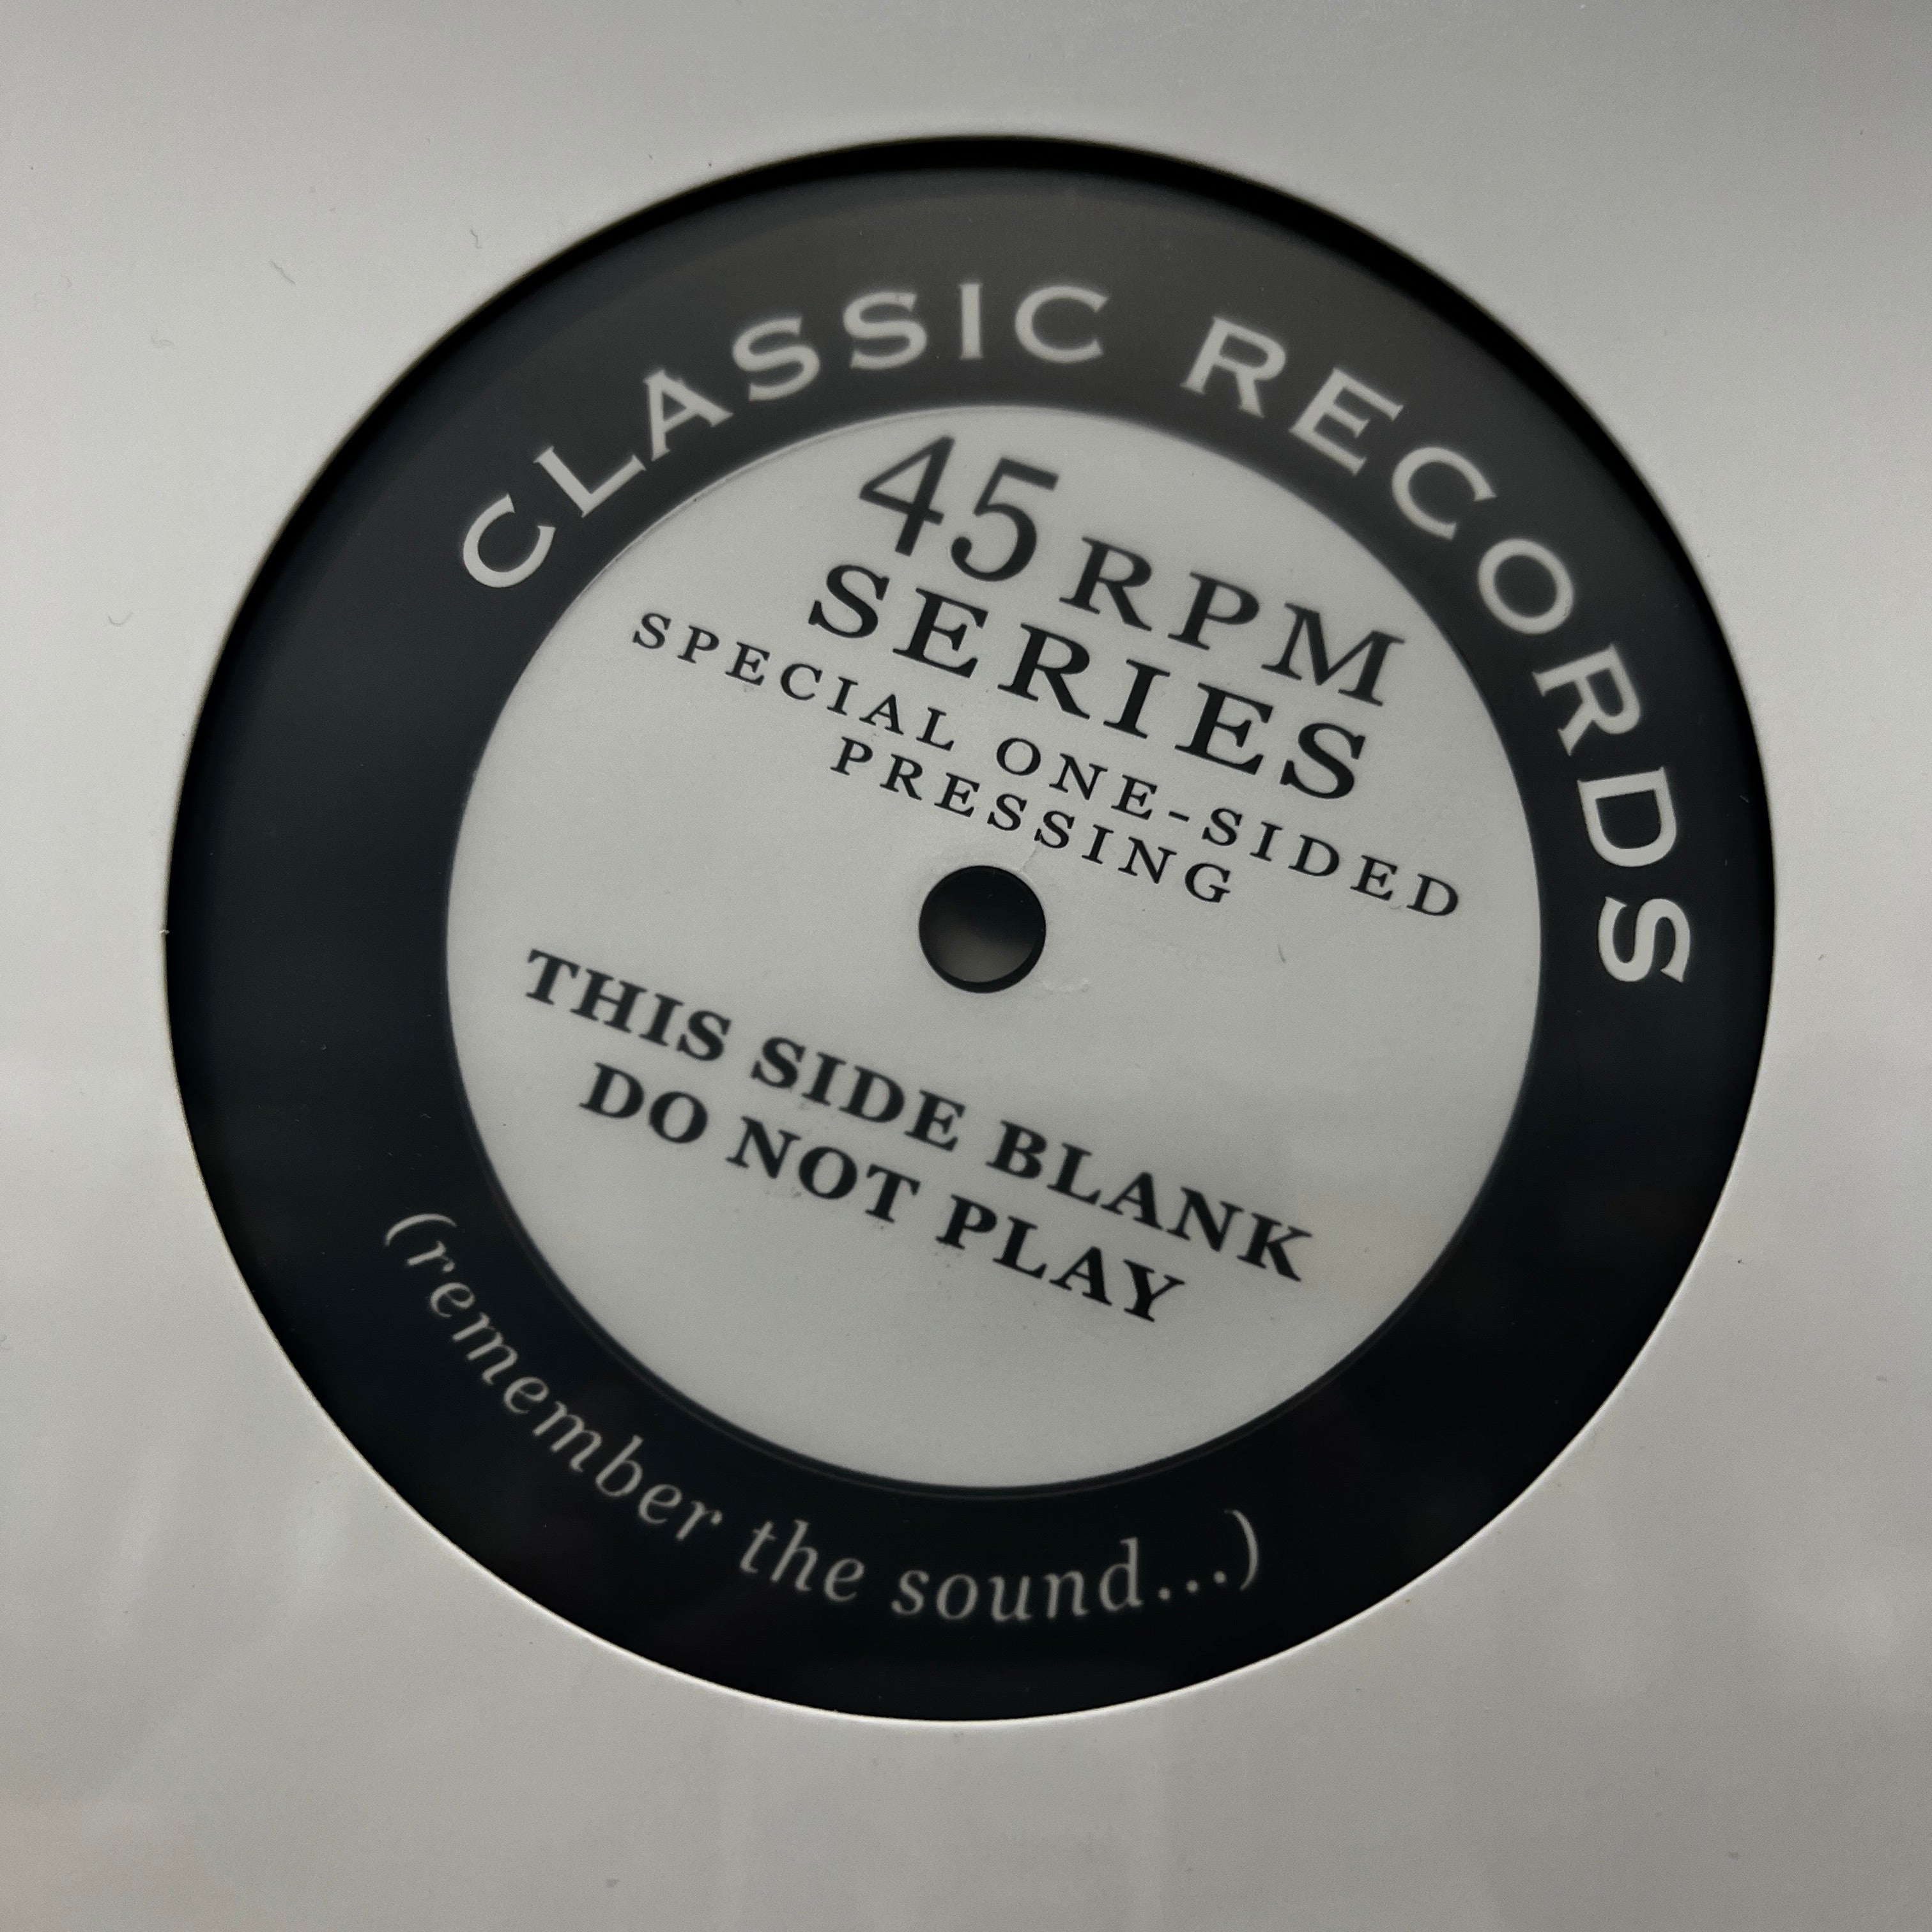 CLASSIC RECORDS
45 RPM
SERIES
SPECIAL ONE-SIDED
PRESSING
THIS SIDE BLANK
DO NOT PLAY
(remember the sound...)